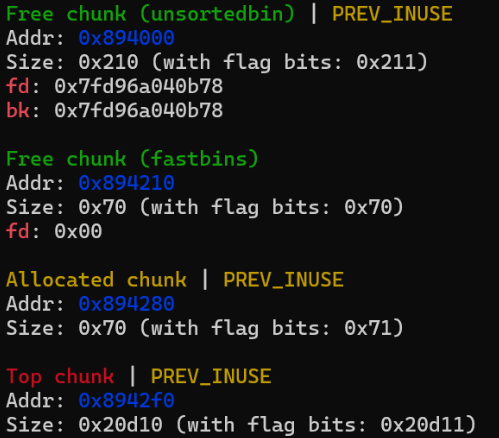 Free chunk (unsortedbin) | PREV_INUSE
Addr: 0x894000
Size: 0x210 (with flag bits: 0x211)
fd: 0x7fd96a040b78
bk: 0x7fd96a040b78
Free chunk (fastbins)
Addr: 0x894210
Size: 0x70 (with flag bits: 0x70)
fd: 0x00
Allocated chunk | PREV_INUSE
Addr: 0x894280
Size: 0x70 (with flag bits: 0x71)
Top chunk | PREV_INUSE
Addr: 0x8942f0
Size: 0x20d10 (with flag bits: 0x20d11)